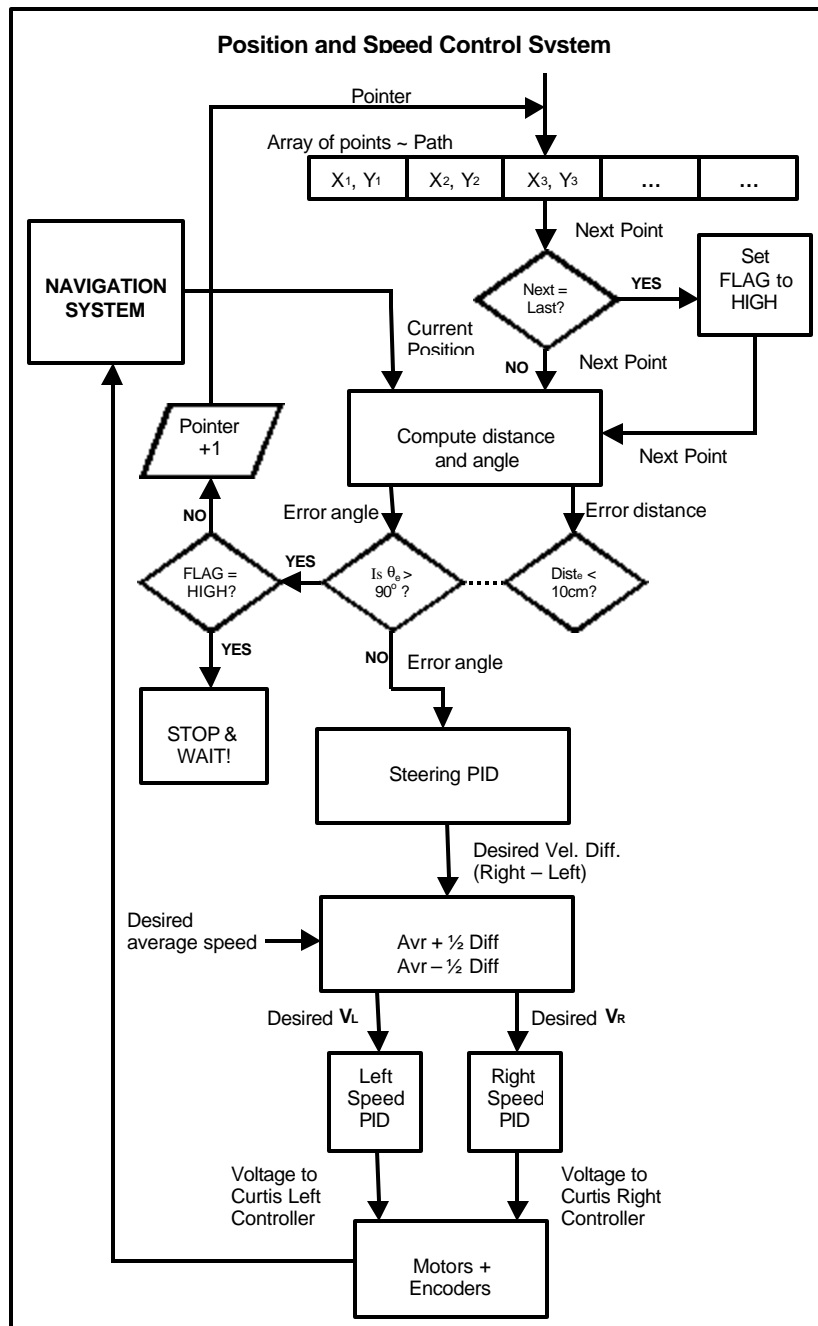 Position and Speed Control System
Pointer
Array of points ~ Path
X1, Y1
X2, Y2
X3, Y3
...
...
Next Point
NAVIGATION
SYSTEM
Next =
Last?
YES
Set
FLAG to
HIGH
Current
Position
NO
Next Point
Pointer
+1
Compute distance
and angle
Next Point
NO
Error angle
Error distance
FLAG =
HIGH?
YES
Is θe >
90° ?
Diste <
10cm?
YES
NO
Error angle
STOP &
WAIT!
Steering PID
Desired Vel. Diff.
(Right – Left)
Desired
average speed
Avr + ½ Diff
Avr – ½ Diff
Desired VL
Desired VR
Left
Speed
PID
Right
Speed
PID
Voltage to
Curtis Left
Controller
Voltage to
Curtis Right
Controller
Motors +
Encoders